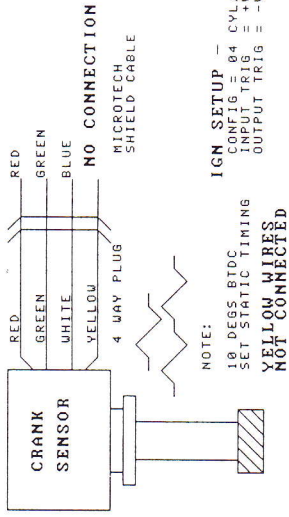 CRANK
SENSOR
RED
GREEN
WHITE
YELLOW
4 WAY PLUG
RED
GREEN
BLUE
NO CONNECTION
MICROTECH
SHIELD CABLE
NOTE:
10 DEGS BTDC
SET STATIC TIMING
YELLOW WIRES
NOT CONNECTED
IGN SETUP -
CONFIG = 04 CYL.
INPUT TRIG = +
OUTPUT TRIG = -